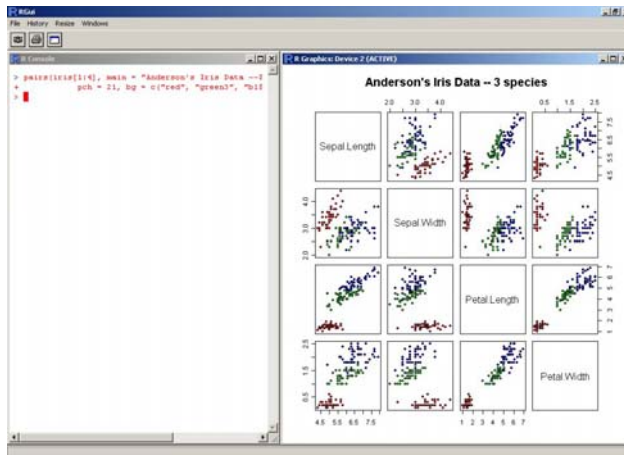 RGui
File History Resize Windows
R Console
> pairs(iris[1:4], main = "Anderson's Iris Data --$
+ pch = 21, bg = c("red", "green3", "bl$
>
R Graphics: Device 2 (ACTIVE)
Anderson's Iris Data -- 3 species
2.0 3.0 4.0
0.5 1.5 2.5
Sepal.Length
4.5 5.5 6.5 7.5
2.0 3.0 4.0
Sepal.Width
Petal.Length
1 2 3 4 5 6 7
0.5 1.5 2.5
Petal.Width
4.5 5.5 6.5 7.5
1 2 3 4 5 6 7